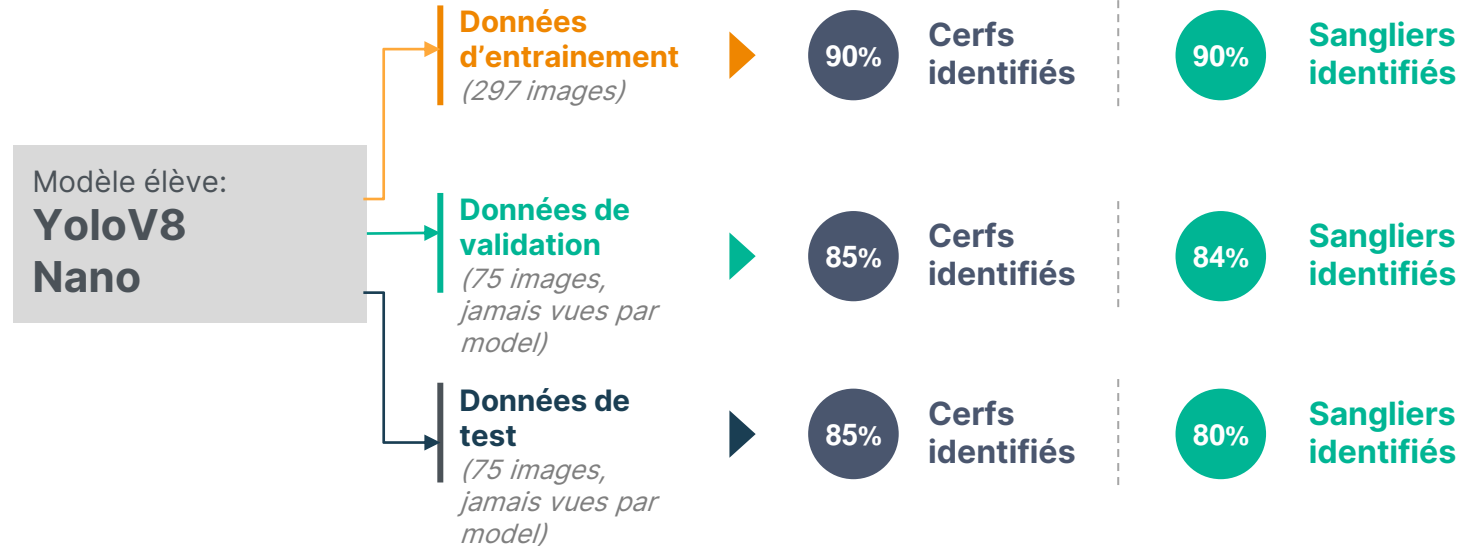 Données
d'entrainement
(297 images)
90%
Cerfs
identifiés
90%
Sangliers
identifiés
Modèle élève:
YoloV8
Nano
Données de
validation
(75 images,
jamais vues par
model)
85%
Cerfs
identifiés
84%
Sangliers
identifiés
Données de
test
(75 images,
jamais vues par
model)
85%
Cerfs
identifiés
80%
Sangliers
identifiés